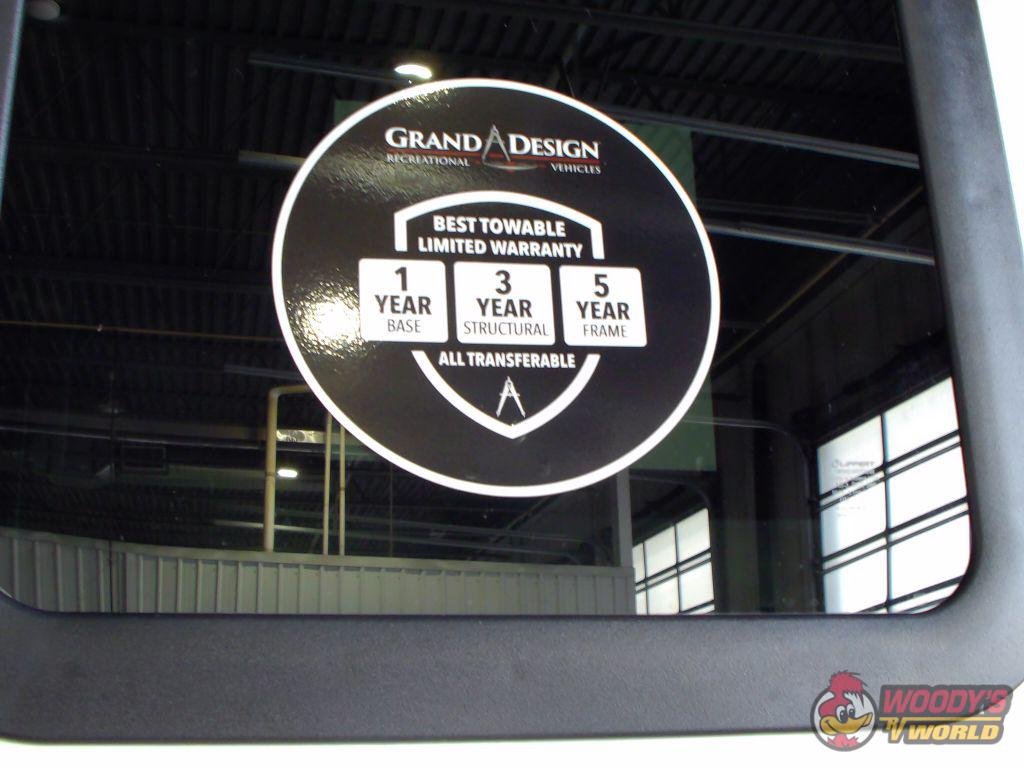 GRAND DESIGN
RECREATIONAL VEHICLES
BEST TOWABLE
LIMITED WARRANTY
1
YEAR
BASE
3
YEAR
STRUCTURAL
5
YEAR
FRAME
ALL TRANSFERABLE
LIPPERT
WOODY'S
RV WORLD